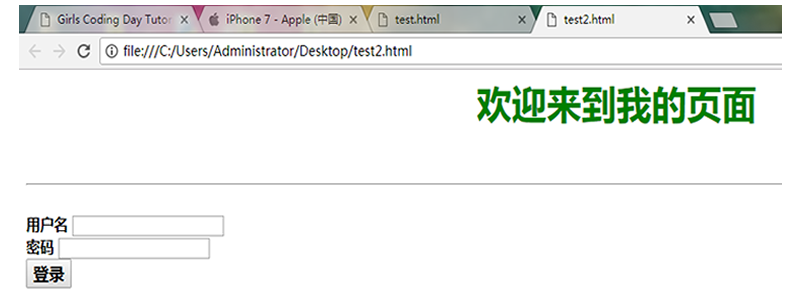 Girls Coding Day Tutor
iPhone 7 - Apple (中国)
test.html
test2.html
file:///C:/Users/Administrator/Desktop/test2.html
欢迎来到我的页面
用户名
密码
登录